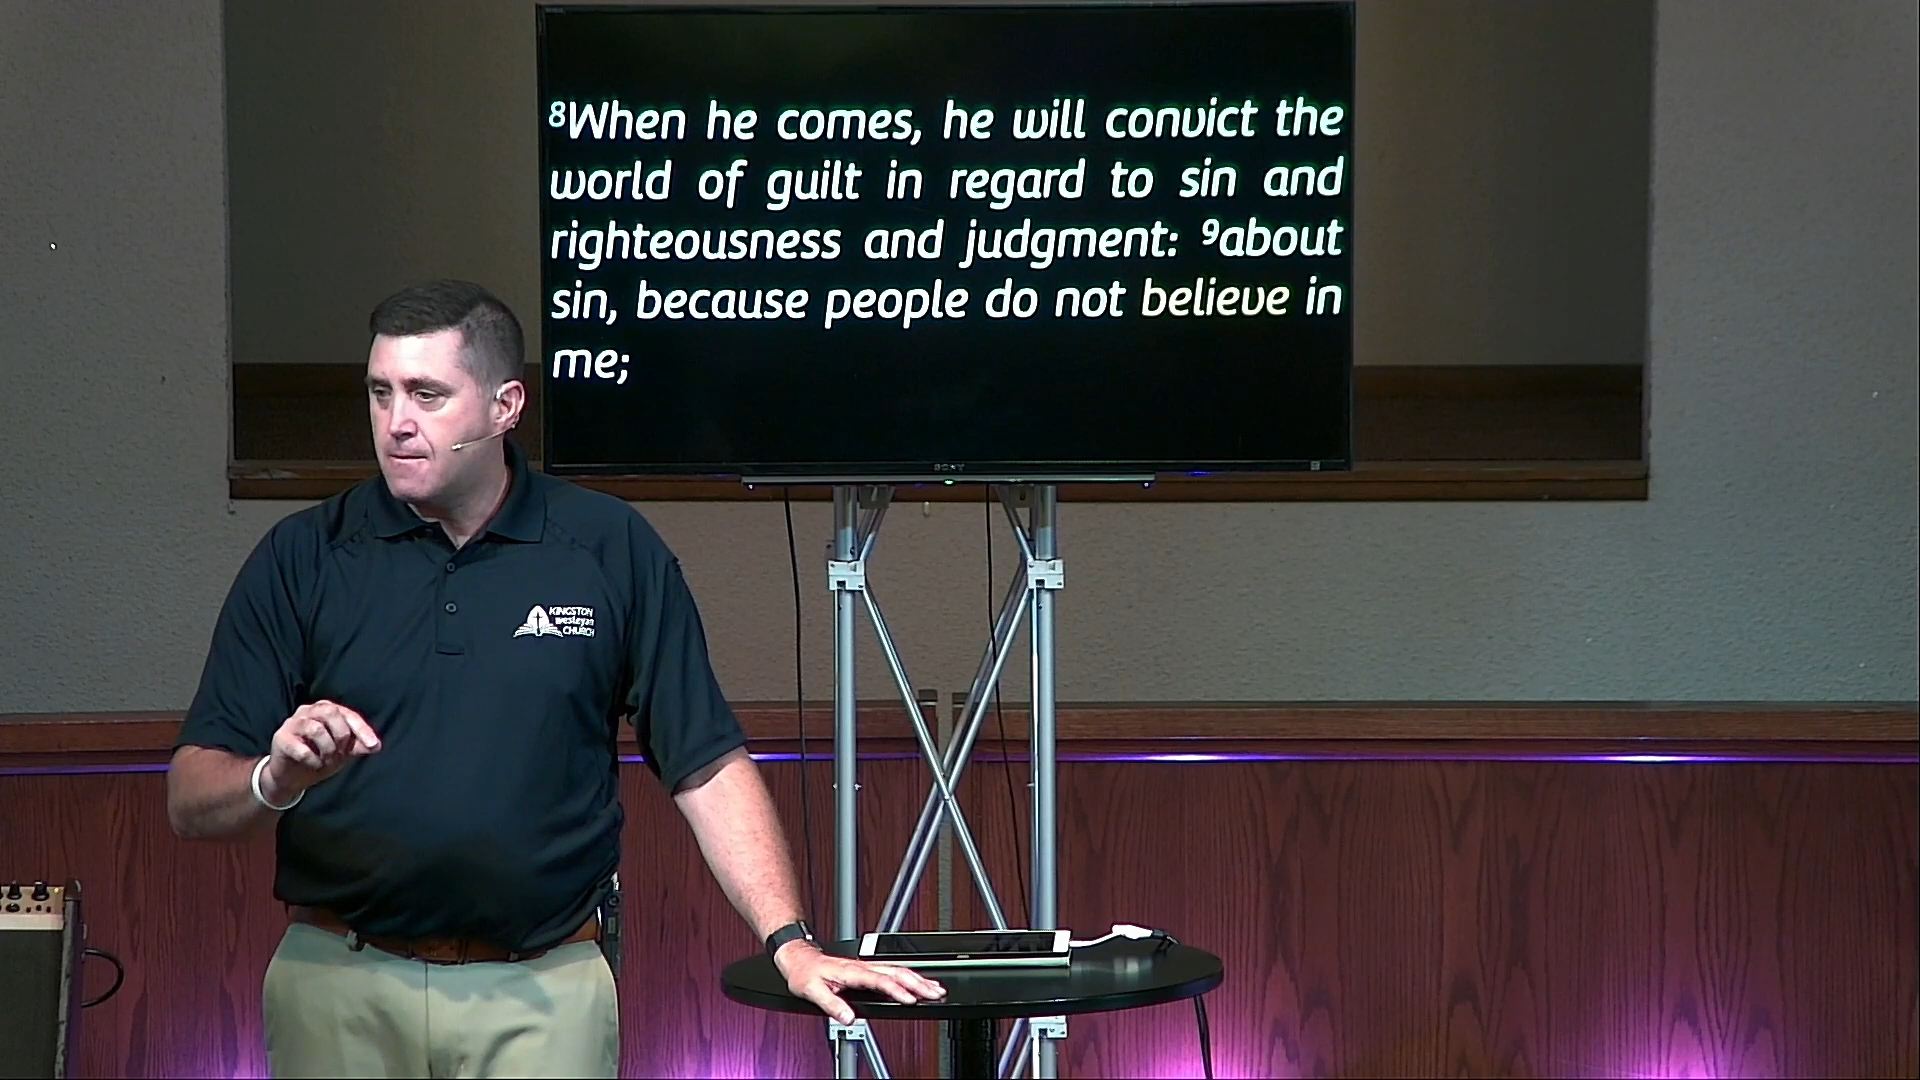 ⁸When he comes, he will convict the
world of guilt in regard to sin and
righteousness and judgment: ⁹about
sin, because people do not believe in
me;
SONY
KINGSTON
Wesleyan
CHURCH